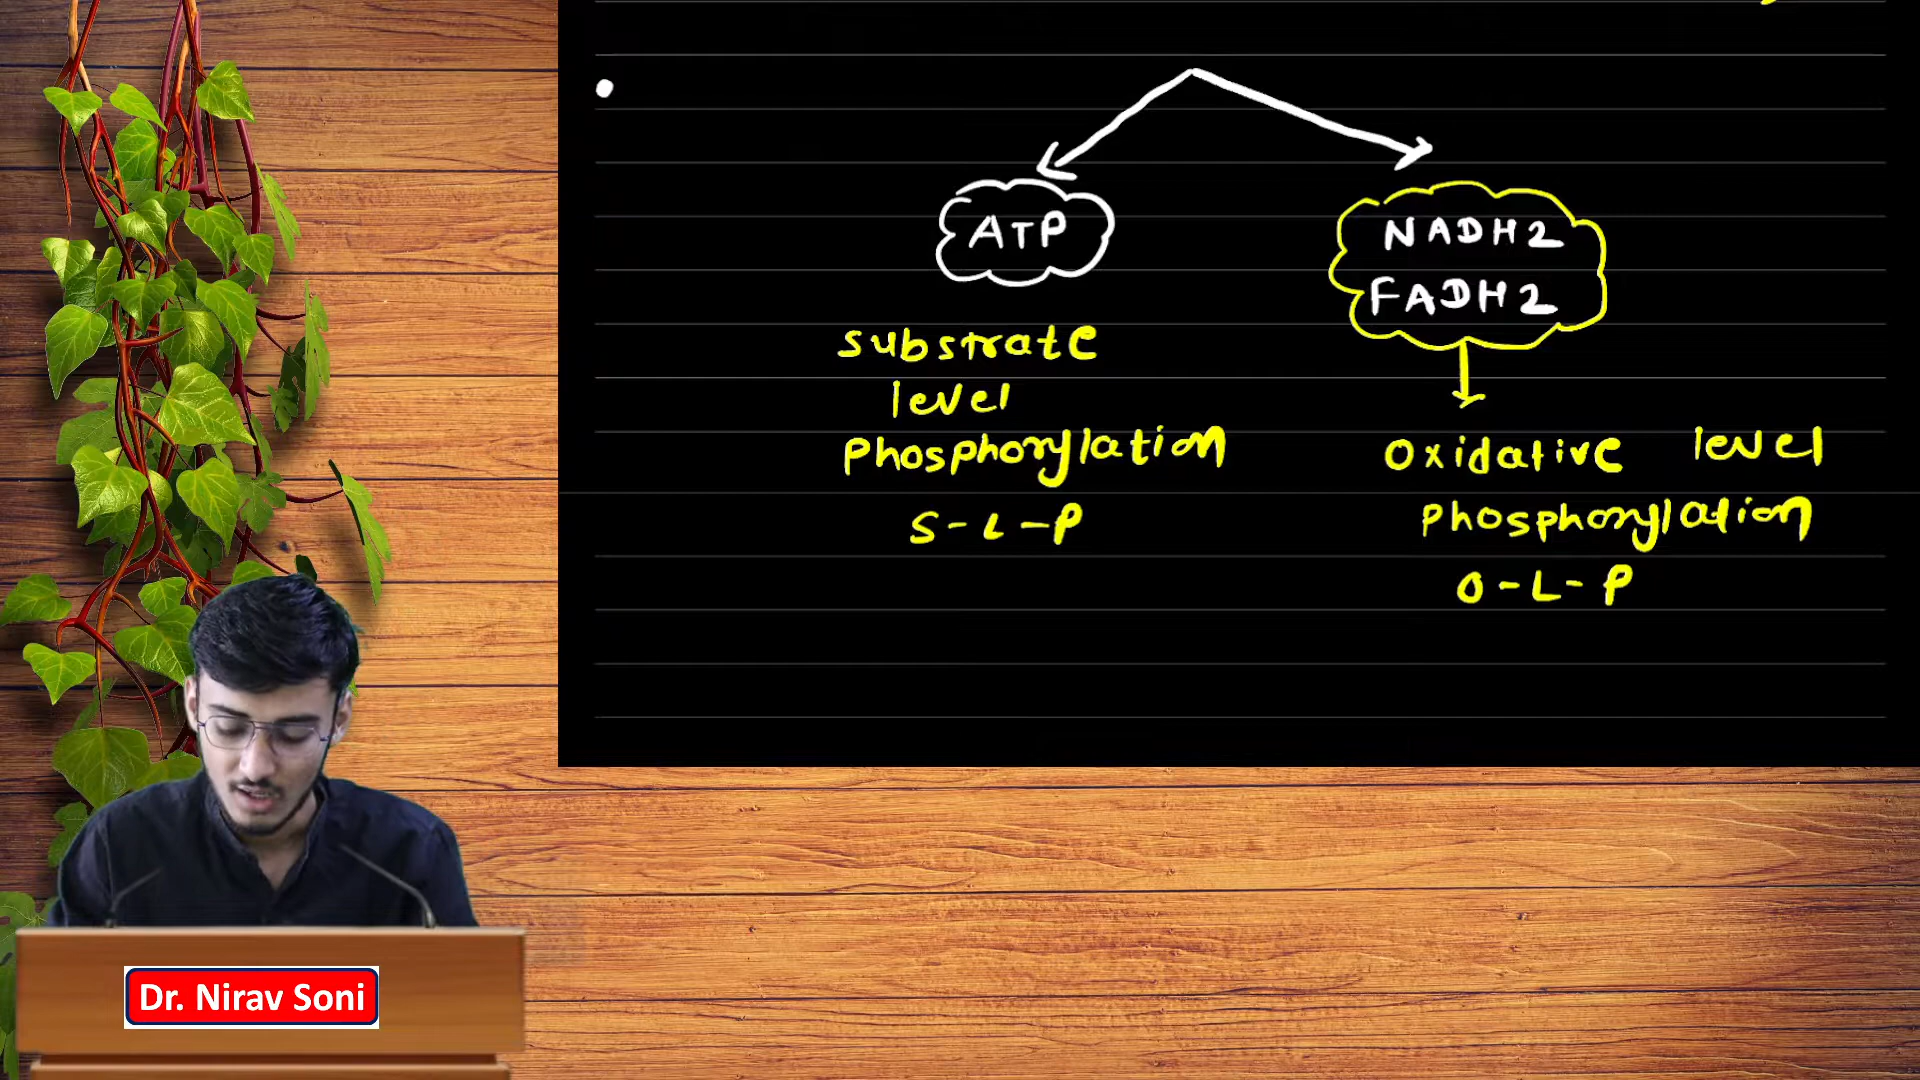 ATP
NADH2
FADH2
substrate
level
Phosphorylation
S-L-P
Oxidative level
Phosphorylation
O-L-P
Dr. Nirav Soni